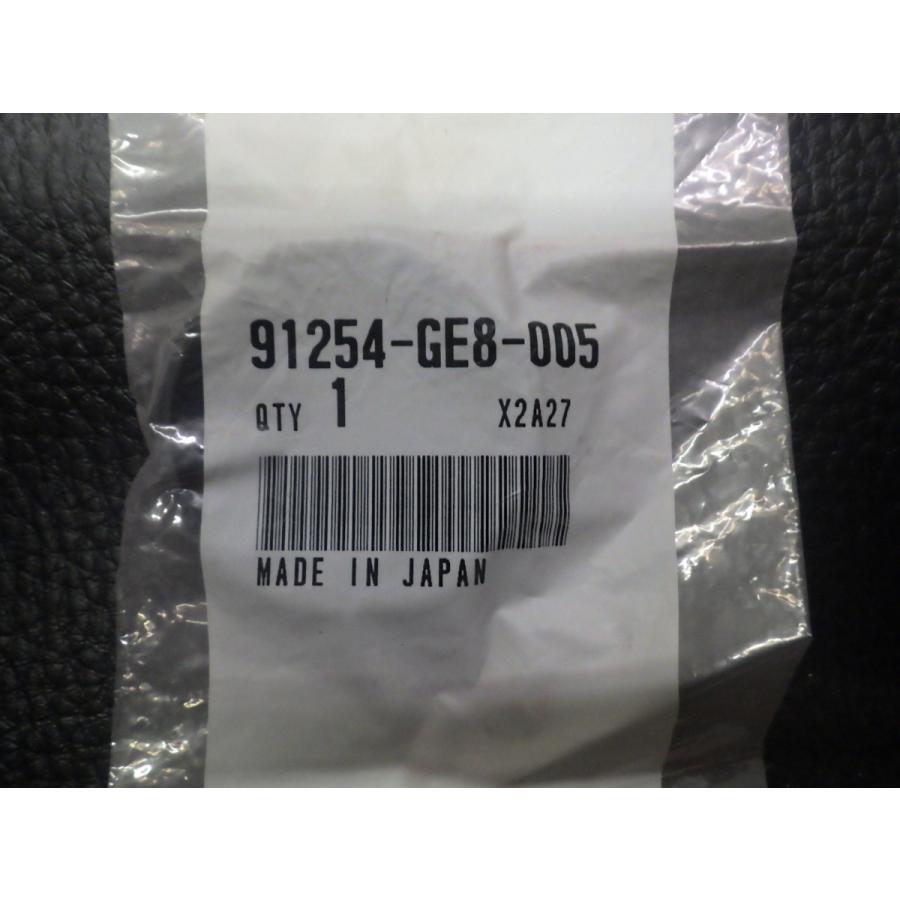 91254-GE8-005
QTY 1 X2A27
MADE IN JAPAN